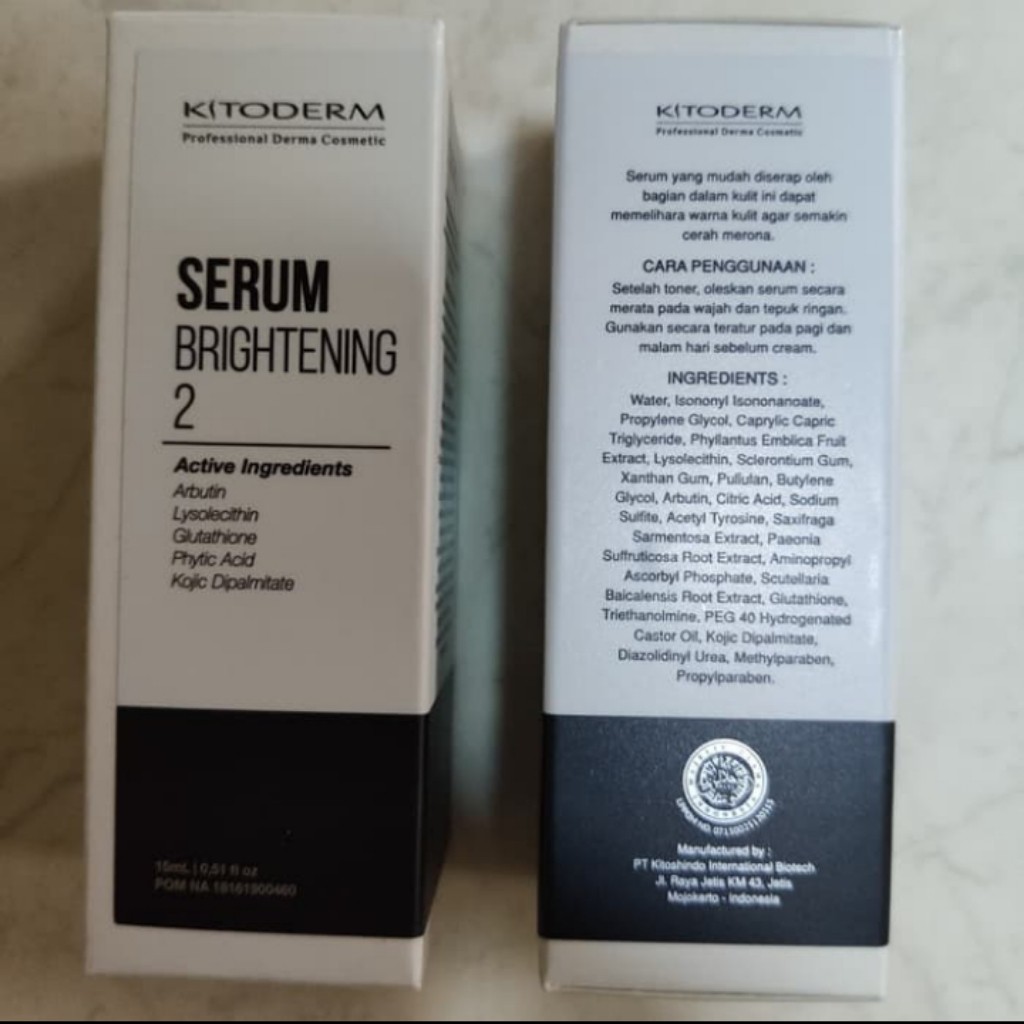 KITODERM
Professional Derma Cosmetic
SERUM
BRIGHTENING
2
Active Ingredients
Arbutin
Lysolecithin
Glutathione
Phytic Acid
Kojic Dipalmitate
15mL | 0,51 fl oz
POM NA 18161900460
KITODERM
Professional Derma Cosmetic
Serum yang mudah diserap oleh
bagian dalam kulit ini dapat
memelihara warna kulit agar semakin
cerah merona.
CARA PENGGUNAAN :
Setelah toner, oleskan serum secara
merata pada wajah dan tepuk ringan.
Gunakan secara teratur pada pagi dan
malam hari sebelum cream.
INGREDIENTS :
Water, Isononyl Isononanoate,
Propylene Glycol, Caprylic Capric
Triglyceride, Phyllantus Emblica Fruit
Extract, Lysolecithin, Sclerontium Gum,
Xanthan Gum, Pullulan, Butylene
Glycol, Arbutin, Citric Acid, Sodium
Sulfite, Acetyl Tyrosine, Saxifraga
Sarmentosa Extract, Paeonia
Suffruticosa Root Extract, Aminopropyl
Ascorbyl Phosphate, Scutellaria
Baicalensis Root Extract, Glutathione,
Triethanolmine, PEG 40 Hydrogenated
Castor Oil, Kojic Dipalmitate,
Diazolidinyl Urea, Methylparaben,
Propylparaben.
Manufactured by :
PT Kitoshindo International Biotech
Jl. Raya Jetis KM 43, Jetis
Mojokerto - Indonesia